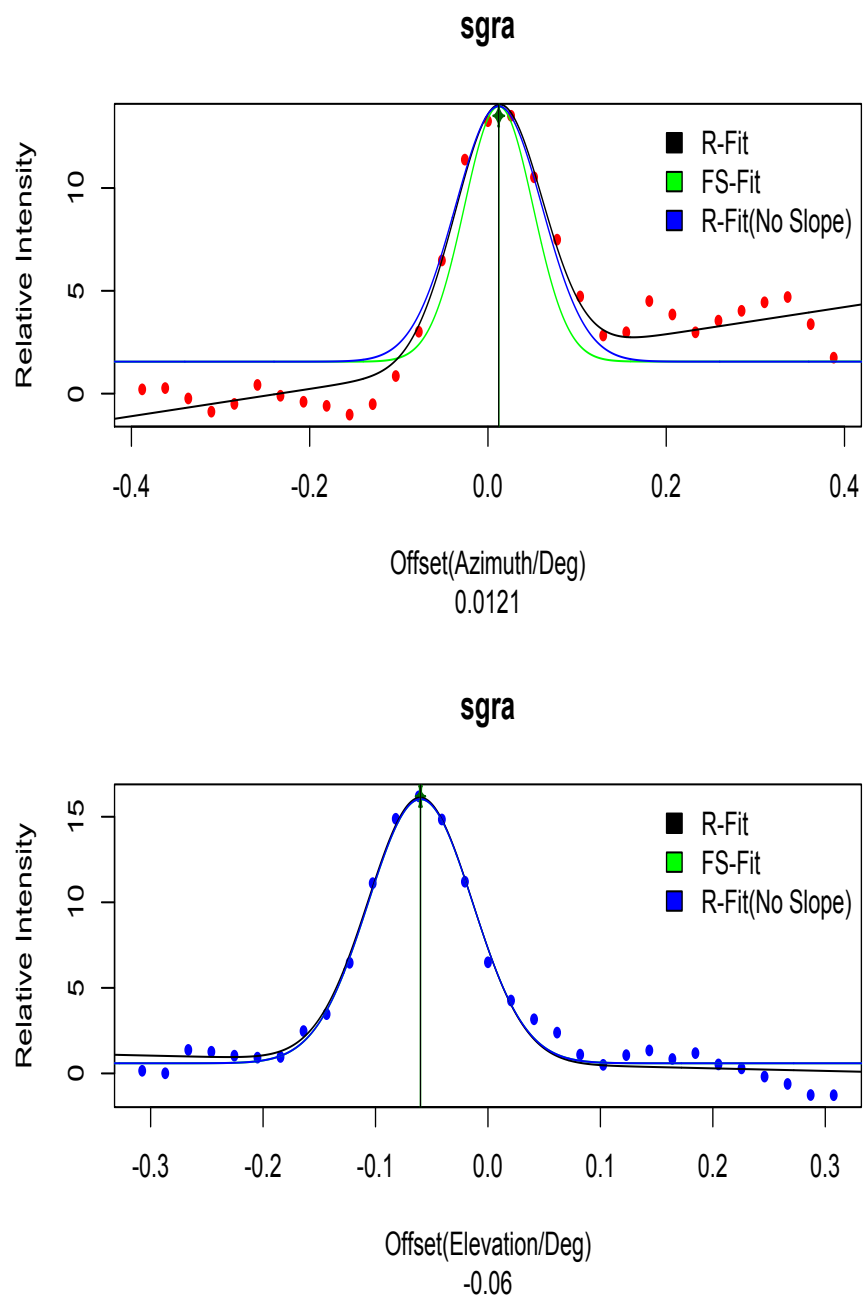 sgra
Relative Intensity
10
5
0
R-Fit
FS-Fit
R-Fit(No Slope)
-0.4
-0.2
0.0
0.2
0.4
Offset(Azimuth/Deg)
0.0121
sgra
Relative Intensity
15
10
5
0
R-Fit
FS-Fit
R-Fit(No Slope)
-0.3
-0.2
-0.1
0.0
0.1
0.2
0.3
Offset(Elevation/Deg)
-0.06